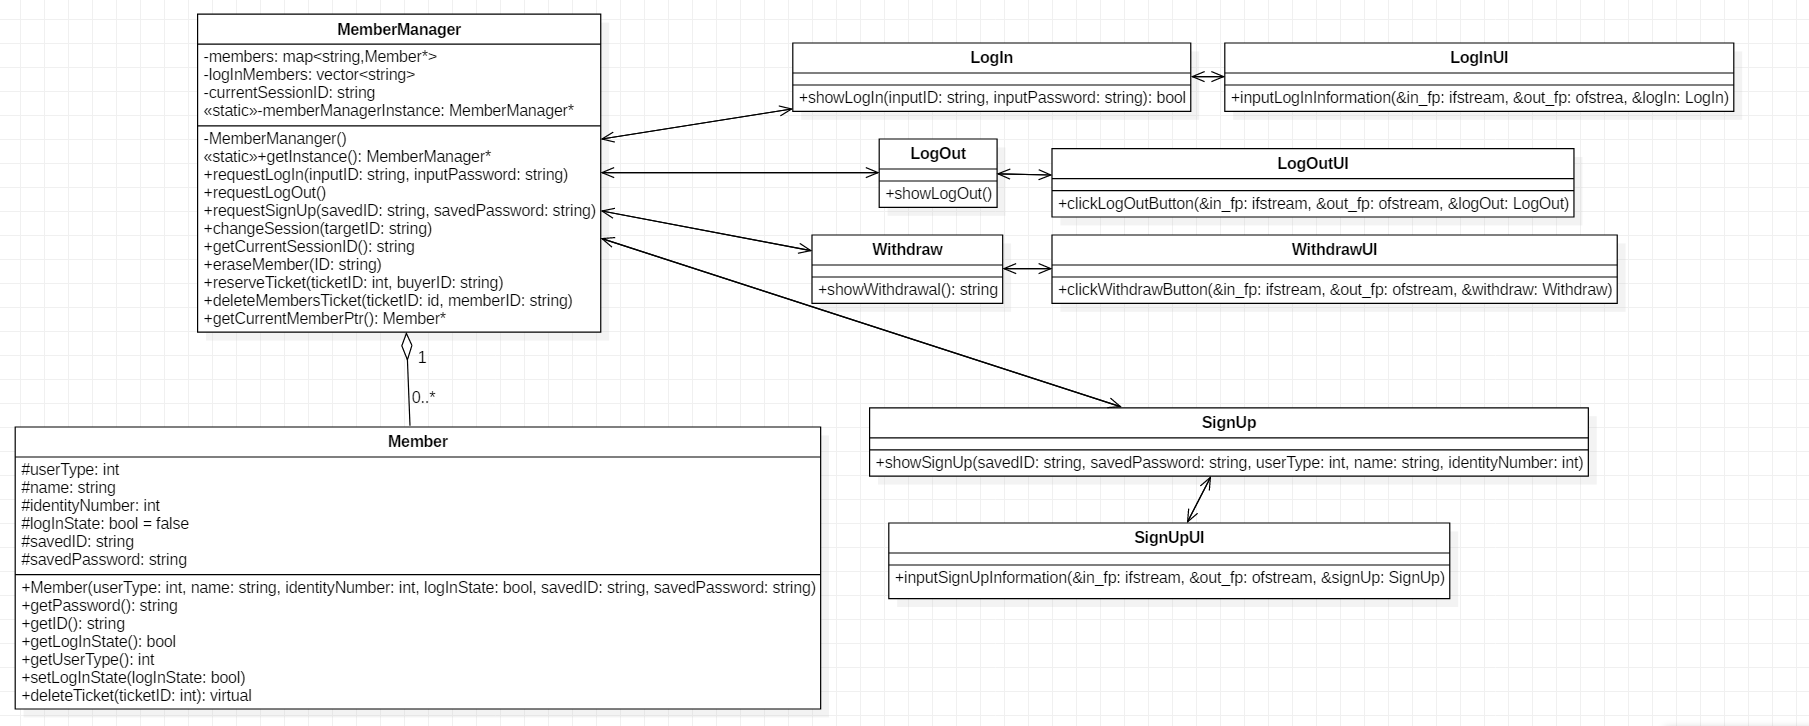 MemberManager
-members: map<string,Member*>
-logInMembers: vector<string>
-currentSessionID: string
«static»-memberManagerInstance: MemberManager*
-MemberMananger()
«static»+getInstance(): MemberManager*
+requestLogIn(inputID: string, inputPassword: string)
+requestLogOut()
+requestSignUp(savedID: string, savedPassword: string)
+changeSession(targetID: string)
+getCurrentSessionID(): string
+eraseMember(ID: string)
+reserveTicket(ticketID: int, buyerID: string)
+deleteMembersTicket(ticketID: id, memberID: string)
+getCurrentMemberPtr(): Member*
LogIn
+showLogIn(inputID: string, inputPassword: string): bool
LogInUI
+inputLogInInformation(&in_fp: ifstream, &out_fp: ofstrea, &logIn: LogIn)
LogOut
+showLogOut()
LogOutUI
+clickLogOutButton(&in_fp: ifstream, &out_fp: ofstream, &logOut: LogOut)
Withdraw
+showWithdrawal(): string
WithdrawUI
+clickWithdrawButton(&in_fp: ifstream, &out_fp: ofstream, &withdraw: Withdraw)
1
0..*
SignUp
+showSignUp(savedID: string, savedPassword: string, userType: int, name: string, identityNumber: int)
SignUpUI
+inputSignUpInformation(&in_fp: ifstream, &out_fp: ofstream, &signUp: SignUp)
Member
#userType: int
#name: string
#identityNumber: int
#logInState: bool = false
#savedID: string
#savedPassword: string
+Member(userType: int, name: string, identityNumber: int, logInState: bool, savedID: string, savedPassword: string)
+getPassword(): string
+getID(): string
+getLogInState(): bool
+getUserType(): int
+setLogInState(logInState: bool)
+deleteTicket(ticketID: int): virtual